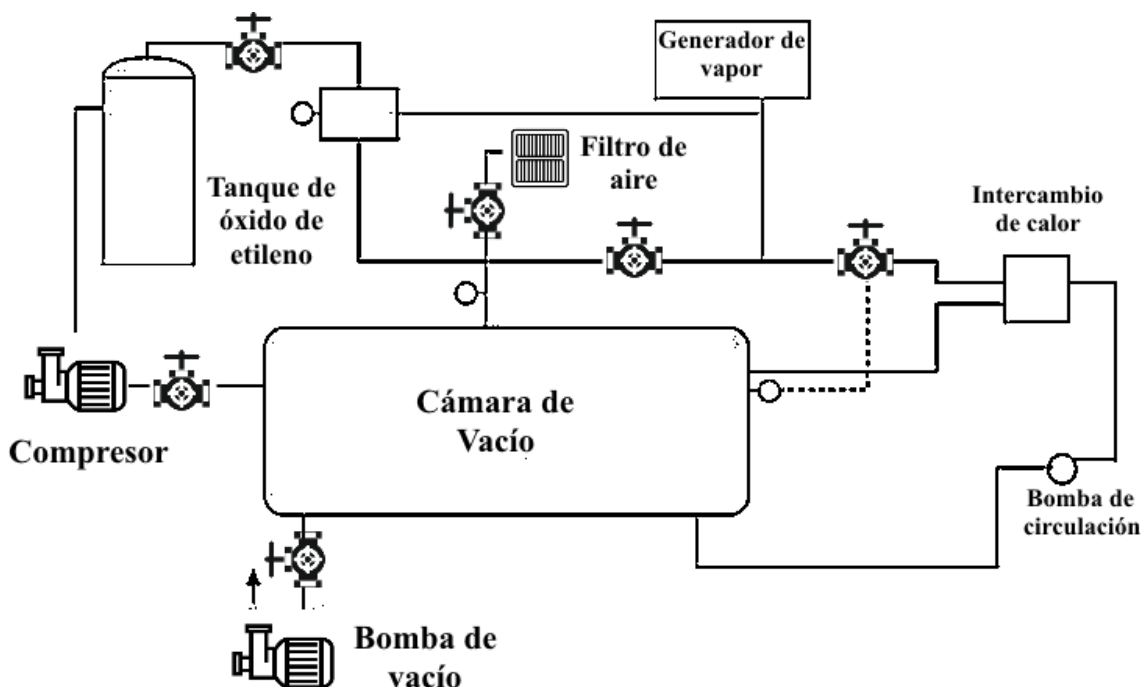 Generador de
vapor
Filtro de
aire
Tanque de
óxido de
etileno
Intercambio
de calor
Cámara de
Vacío
Compresor
Bomba de
circulación
Bomba de
vacío